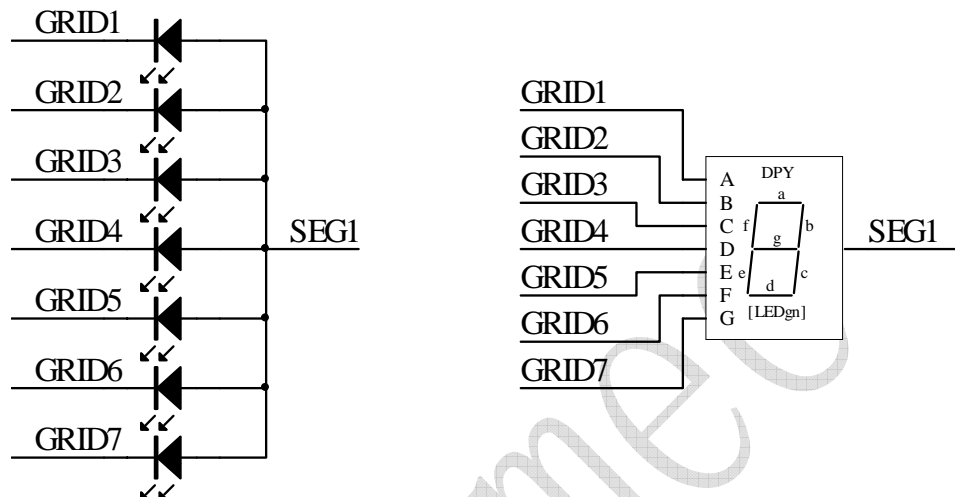 GRID1
GRID2
GRID3
GRID4
GRID5
GRID6
GRID7
SEG1
GRID1
GRID2
GRID3
GRID4
GRID5
GRID6
GRID7
DPY
A
B
C
D
E
F
G
a
f b
g
e c
d
[LEDgn]
SEG1